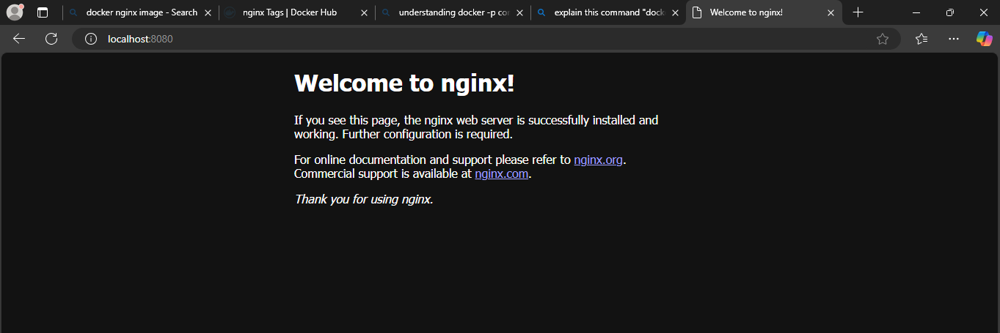 docker nginx image - Search
nginx Tags | Docker Hub
understanding docker -p
explain this command "dock
Welcome to nginx!
localhost:8080
Welcome to nginx!
If you see this page, the nginx web server is successfully installed and
working. Further configuration is required.
For online documentation and support please refer to nginx.org.
Commercial support is available at nginx.com.
Thank you for using nginx.